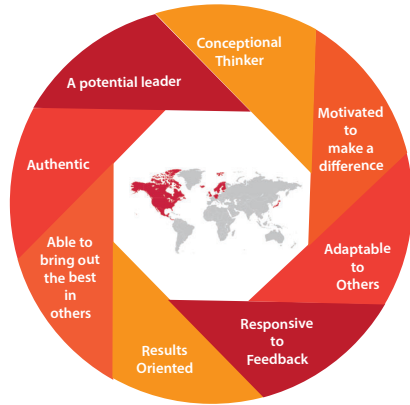 Conceptional
Thinker
Motivated
to
make a
difference
Adaptable
to
Others
Responsive
to
Feedback
Results
Oriented
Able to
bring out
the best
in
others
Authentic
A potential leader